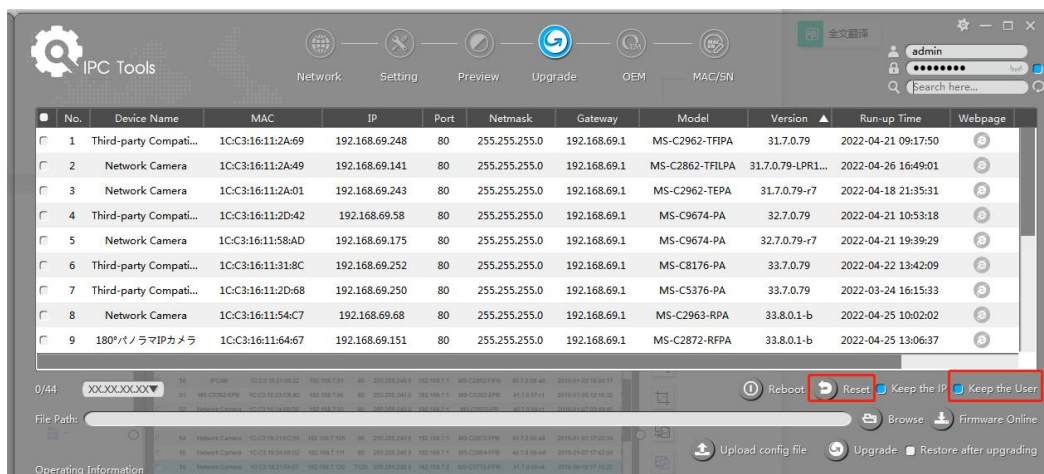 全文翻译
IPC Tools
Network Setting Preview Upgrade OEM MAC/SN
admin
Search here...
No. Device Name MAC IP Port Netmask Gateway Model Version ▲ Run-up Time Webpage
1 Third-party Compati... 1C:C3:16:11:2A:69 192.168.69.248 80 255.255.255.0 192.168.69.1 MS-C2962-TFIPA 31.7.0.79 2022-04-21 09:17:50
2 Network Camera 1C:C3:16:11:2A:49 192.168.69.141 80 255.255.255.0 192.168.69.1 MS-C2862-TFILPA 31.7.0.79-LPR1... 2022-04-26 16:49:01
3 Network Camera 1C:C3:16:11:2A:01 192.168.69.243 80 255.255.255.0 192.168.69.1 MS-C2962-TEPA 31.7.0.79-r7 2022-04-18 21:35:31
4 Third-party Compati... 1C:C3:16:11:2D:42 192.168.69.58 80 255.255.255.0 192.168.69.1 MS-C9674-PA 32.7.0.79 2022-04-21 10:53:18
5 Network Camera 1C:C3:16:11:58:AD 192.168.69.175 80 255.255.255.0 192.168.69.1 MS-C9674-PA 32.7.0.79-r7 2022-04-21 19:39:29
6 Third-party Compati... 1C:C3:16:11:31:8C 192.168.69.252 80 255.255.255.0 192.168.69.1 MS-C8176-PA 33.7.0.79 2022-04-22 13:42:09
7 Third-party Compati... 1C:C3:16:11:2D:68 192.168.69.250 80 255.255.255.0 192.168.69.1 MS-C5376-PA 33.7.0.79 2022-03-24 16:15:33
8 Network Camera 1C:C3:16:11:54:C7 192.168.69.68 80 255.255.255.0 192.168.69.1 MS-C2963-RPA 33.8.0.1-b 2022-04-25 10:02:02
9 180°パノラマIPカメラ 1C:C3:16:11:64:67 192.168.69.151 80 255.255.255.0 192.168.69.1 MS-C2872-RFPA 33.8.0.1-b 2022-04-25 13:06:37
0/44 XX.XX.XX.XX▼ Reboot Reset Keep the IP Keep the User
File Path: Browse Firmware Online
Upload config file Upgrade Restore after upgrading
Operating Information